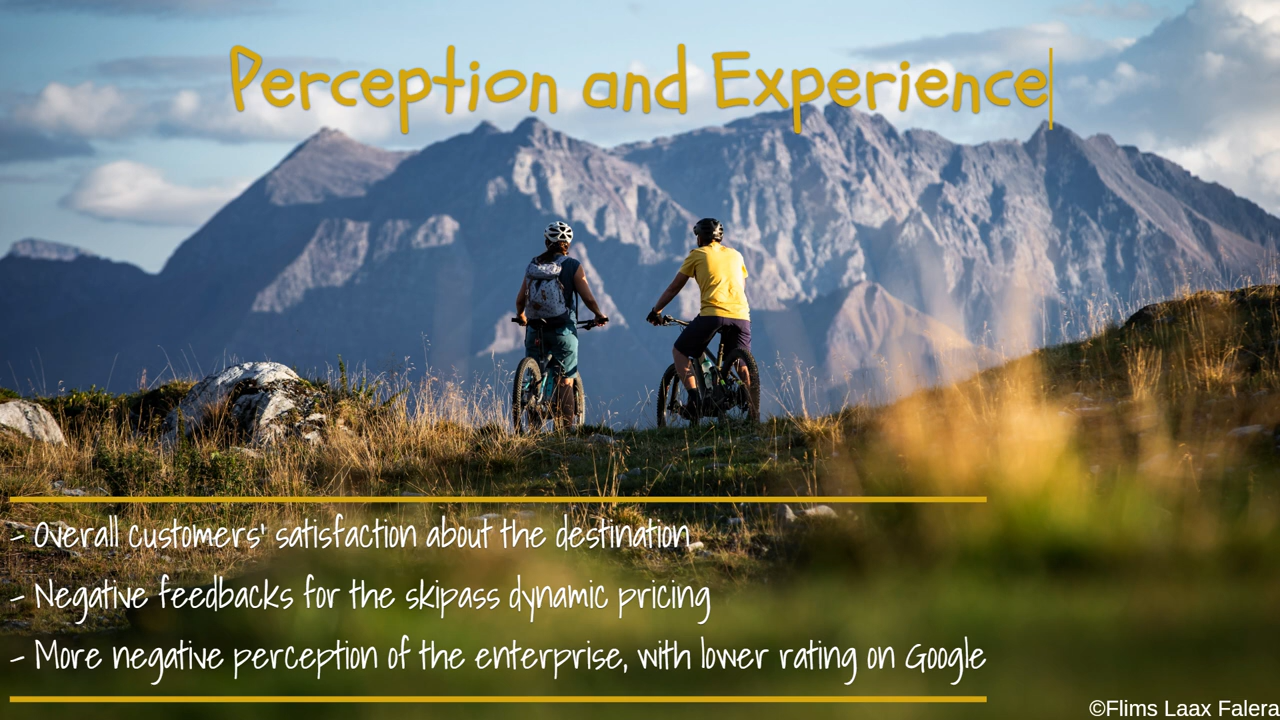 Perception and Experience
- Overall customers' satisfaction about the destination
- Negative feedbacks for the skipass dynamic pricing
- More negative perception of the enterprise, with lower rating on Google
©Flims Laax Falera